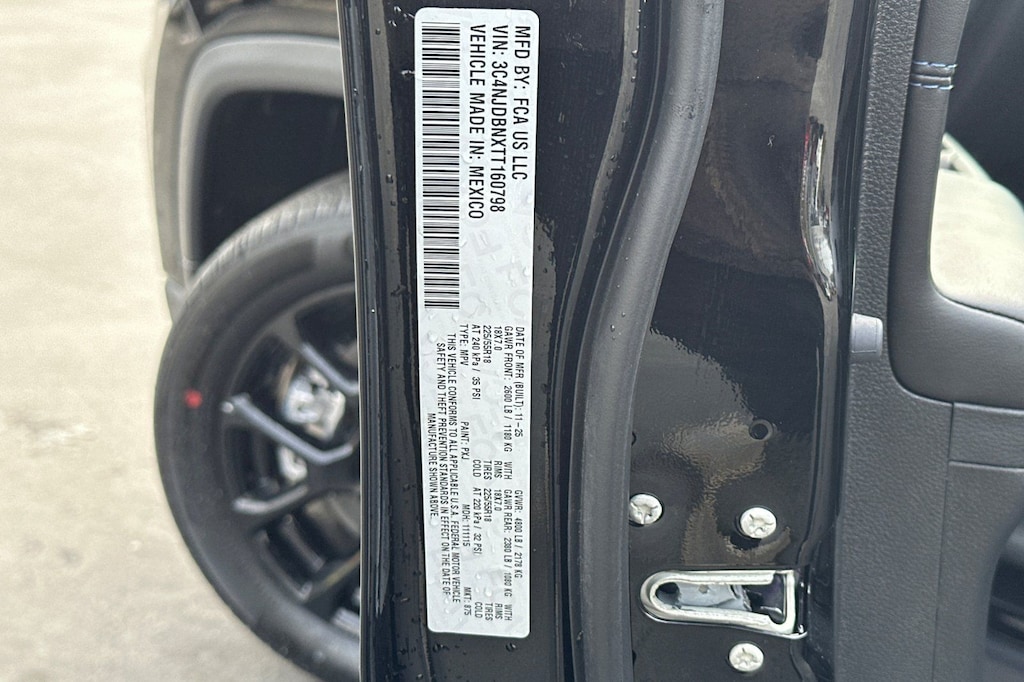 MFD BY: FCA US LLC
VIN: 3C4NJDBNXTT160798
VEHICLE MADE IN: MEXICO
DATE OF MFR (BUILT): 11-25 GVWR: 4800 LB / 2178 KG
GAWR FRONT: 2600 LB / 1180 KG WITH GAWR REAR: 2380 LB / 1080 KG WITH
18X7.0 RIMS 18X7.0 RIMS
225/55R18 TIRES 225/55R18 TIRES
AT 240 kPa / 35 PSI COLD AT 220 kPa / 32 PSI COLD
TYPE: MPV PAINT: PXJ MDH: 111115 MKT: 875
THIS VEHICLE CONFORMS TO ALL APPLICABLE U.S.A. FEDERAL MOTOR VEHICLE
SAFETY AND THEFT PREVENTION STANDARDS IN EFFECT ON THE DATE OF
MANUFACTURE SHOWN ABOVE.